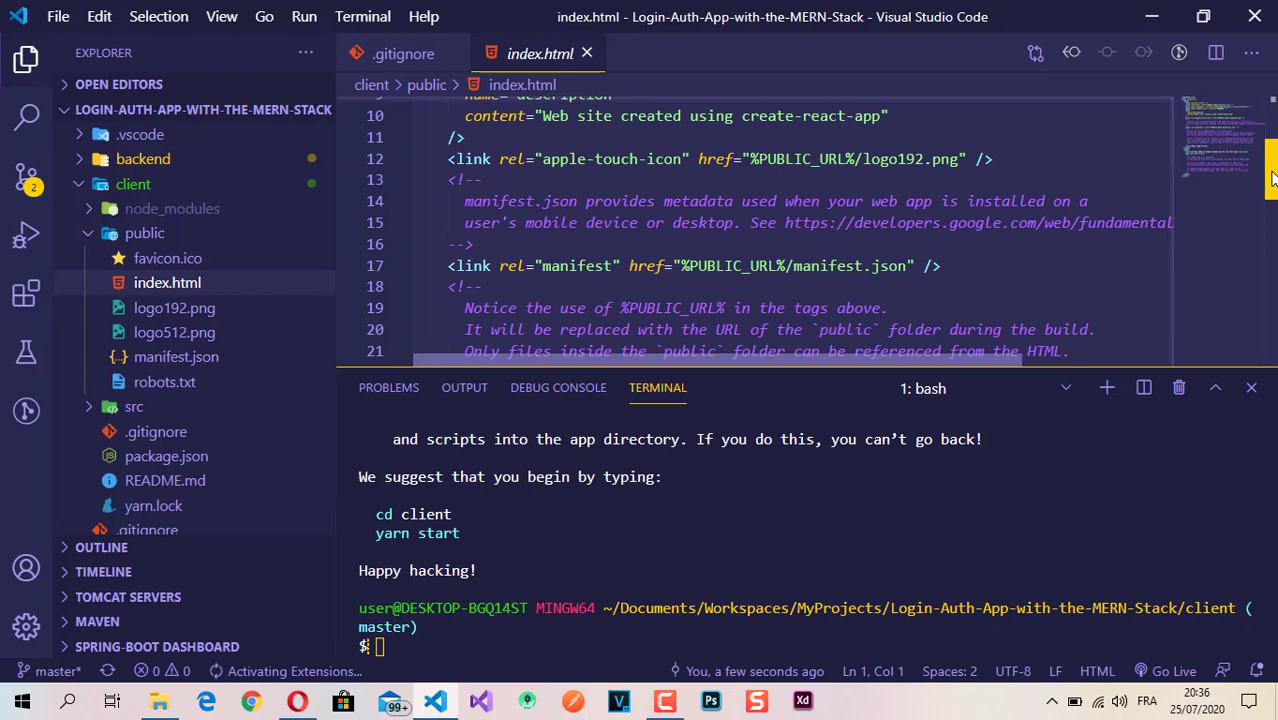 File Edit Selection View Go Run Terminal Help
index.html - Login-Auth-App-with-the-MERN-Stack - Visual Studio Code
EXPLORER
.gitignore
index.html
OPEN EDITORS
client > public > index.html
LOGIN-AUTH-APP-WITH-THE-MERN-STACK
.vscode
backend
client
node_modules
public
favicon.ico
index.html
logo192.png
logo512.png
manifest.json
robots.txt
src
.gitignore
package.json
README.md
yarn.lock
.gitignore
OUTLINE
TIMELINE
TOMCAT SERVERS
MAVEN
SPRING-BOOT DASHBOARD
2
10 content="Web site created using create-react-app"
11 />
12 <link rel="apple-touch-icon" href="%PUBLIC_URL%/logo192.png" />
13 <!--
14 manifest.json provides metadata used when your web app is installed on a
15 user's mobile device or desktop. See https://developers.google.com/web/fundamental
16 -->
17 <link rel="manifest" href="%PUBLIC_URL%/manifest.json" />
18 <!--
19 Notice the use of %PUBLIC_URL% in the tags above.
20 It will be replaced with the URL of the `public` folder during the build.
21 Only files inside the `public` folder can be referenced from the HTML.
PROBLEMS OUTPUT DEBUG CONSOLE TERMINAL 1: bash
and scripts into the app directory. If you do this, you can’t go back!
We suggest that you begin by typing:
cd client
yarn start
Happy hacking!
user@DESKTOP-BGQ14ST MINGW64 ~/Documents/Workspaces/MyProjects/Login-Auth-App-with-the-MERN-Stack/client (
master)
$
master* 0 0 Activating Extensions... You, a few seconds ago Ln 1, Col 1 Spaces: 2 UTF-8 LF HTML Go Live
99+ FRA 20:36
25/07/2020